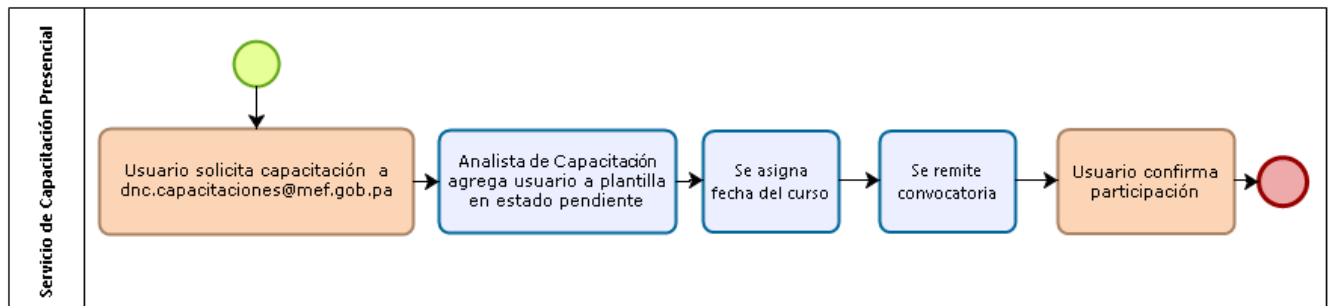 Servicio de Capacitación Presencial
Usuario solicita capacitación a
dnc.capacitaciones@mef.gob.pa
Analista de Capacitación
agrega usuario a plantilla
en estado pendiente
Se asigna
fecha del curso
Se remite
convocatoria
Usuario confirma
participación